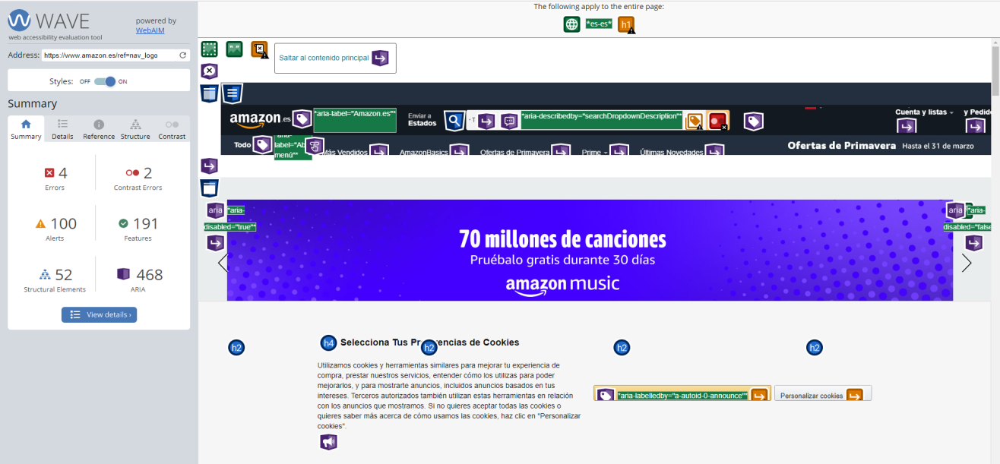 WAVE
web accessibility evaluation tool
powered by
WebAIM
Address: https://www.amazon.es/ref=nav_logo
Styles: OFF ON
Summary
Summary Details Reference Structure Contrast
4 Errors
2 Contrast Errors
100 Alerts
191 Features
52 Structural Elements
468 ARIA
View details ›
The following apply to the entire page:
*es-es* h1
Saltar al contenido principal
amazon.es
*aria-label="Amazon.es"*
Enviar a
Estados
*aria-describedby="searchDropdownDescription"*
Cuenta y listas
y Pedido
Todo
menú"*
Más Vendidos AmazonBasics Ofertas de Primavera Prime Últimas Novedades
Ofertas de Primavera Hasta el 31 de marzo
aria *aria-
disabled="true"*
aria *aria-
disabled="false
70 millones de canciones
Pruébalo gratis durante 30 días
amazon music
h2 h2 h2 h2
h4 Selecciona Tus Preferencias de Cookies
Utilizamos cookies y herramientas similares para mejorar tu experiencia de
compra, prestar nuestros servicios, entender cómo los utilizas para poder
mejorarlos, y para mostrarte anuncios, incluidos anuncios basados en tus
intereses. Terceros autorizados también utilizan estas herramientas en relación
con los anuncios que mostramos. Si no quieres aceptar todas las cookies o
quieres saber más acerca de cómo usamos las cookies, haz clic en "Personalizar
cookies".
*aria-labelledby="a-autoid-0-announce"*
Personalizar cookies